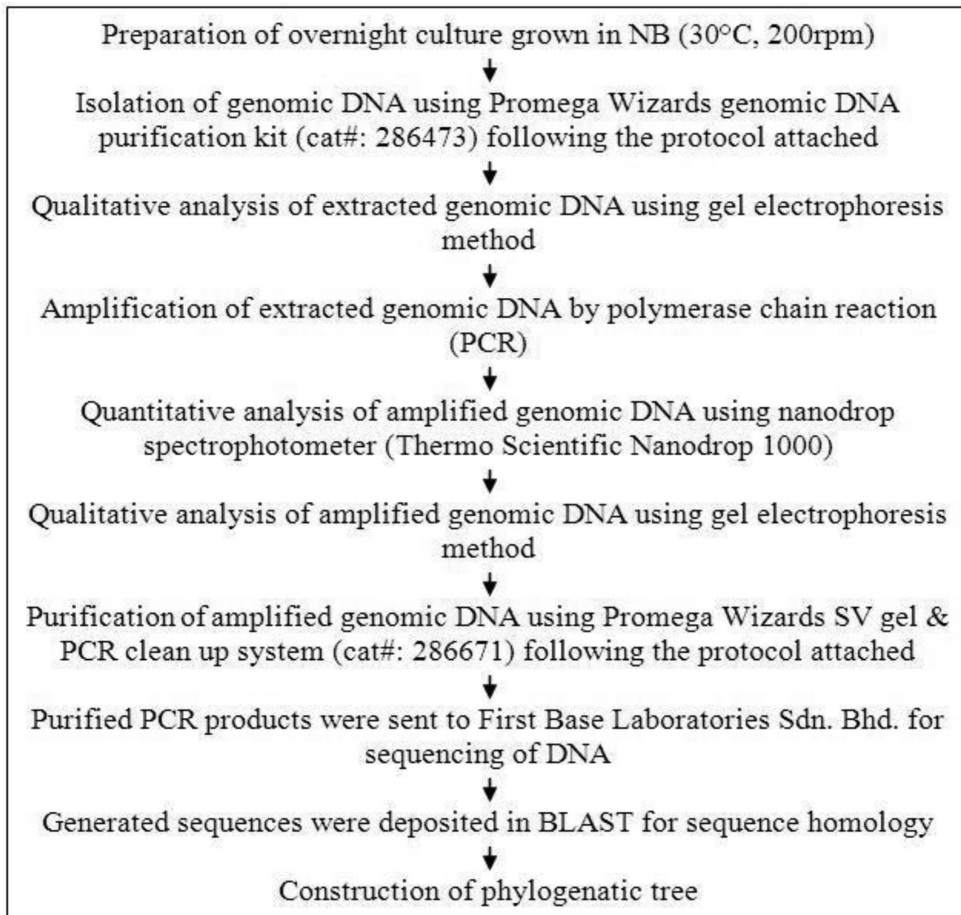 Preparation of overnight culture grown in NB (30°C, 200rpm)
Isolation of genomic DNA using Promega Wizards genomic DNA
purification kit (cat#: 286473) following the protocol attached
Qualitative analysis of extracted genomic DNA using gel electrophoresis
method
Amplification of extracted genomic DNA by polymerase chain reaction
(PCR)
Quantitative analysis of amplified genomic DNA using nanodrop
spectrophotometer (Thermo Scientific Nanodrop 1000)
Qualitative analysis of amplified genomic DNA using gel electrophoresis
method
Purification of amplified genomic DNA using Promega Wizards SV gel &
PCR clean up system (cat#: 286671) following the protocol attached
Purified PCR products were sent to First Base Laboratories Sdn. Bhd. for
sequencing of DNA
Generated sequences were deposited in BLAST for sequence homology
Construction of phylogenatic tree